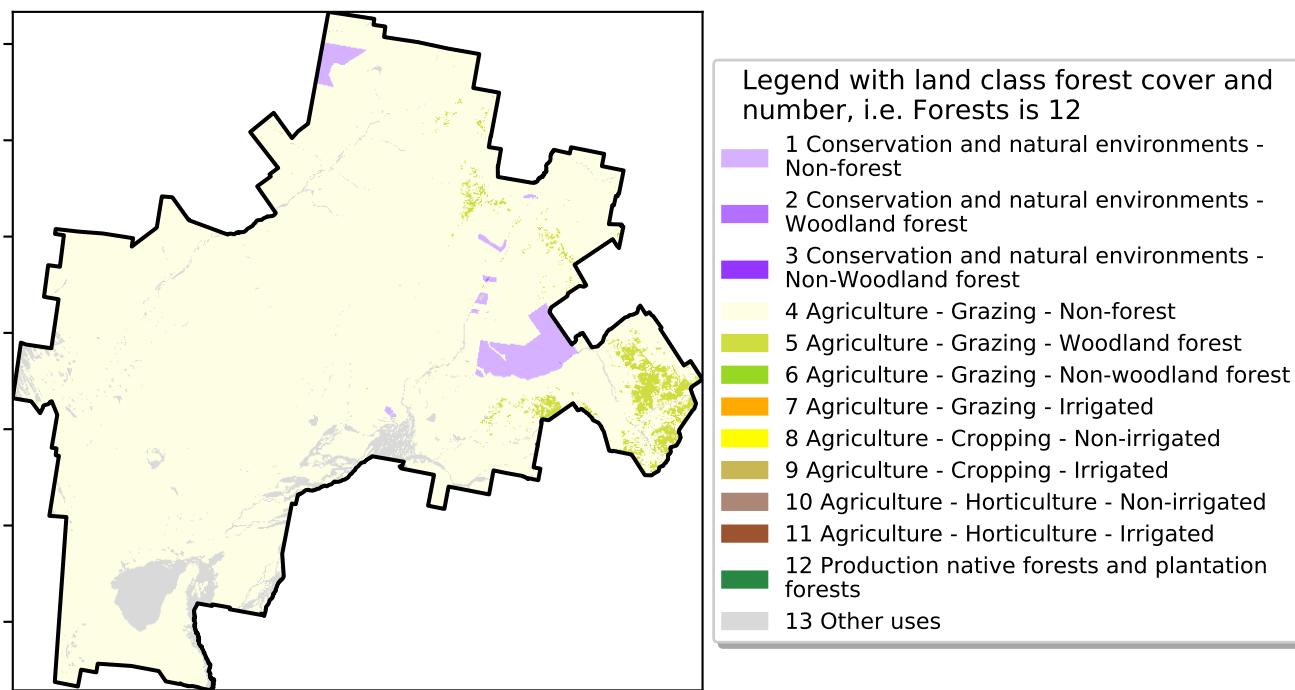 Legend with land class forest cover and
number, i.e. Forests is 12
1 Conservation and natural environments -
Non-forest
2 Conservation and natural environments -
Woodland forest
3 Conservation and natural environments -
Non-Woodland forest
4 Agriculture - Grazing - Non-forest
5 Agriculture - Grazing - Woodland forest
6 Agriculture - Grazing - Non-woodland forest
7 Agriculture - Grazing - Irrigated
8 Agriculture - Cropping - Non-irrigated
9 Agriculture - Cropping - Irrigated
10 Agriculture - Horticulture - Non-irrigated
11 Agriculture - Horticulture - Irrigated
12 Production native forests and plantation
forests
13 Other uses